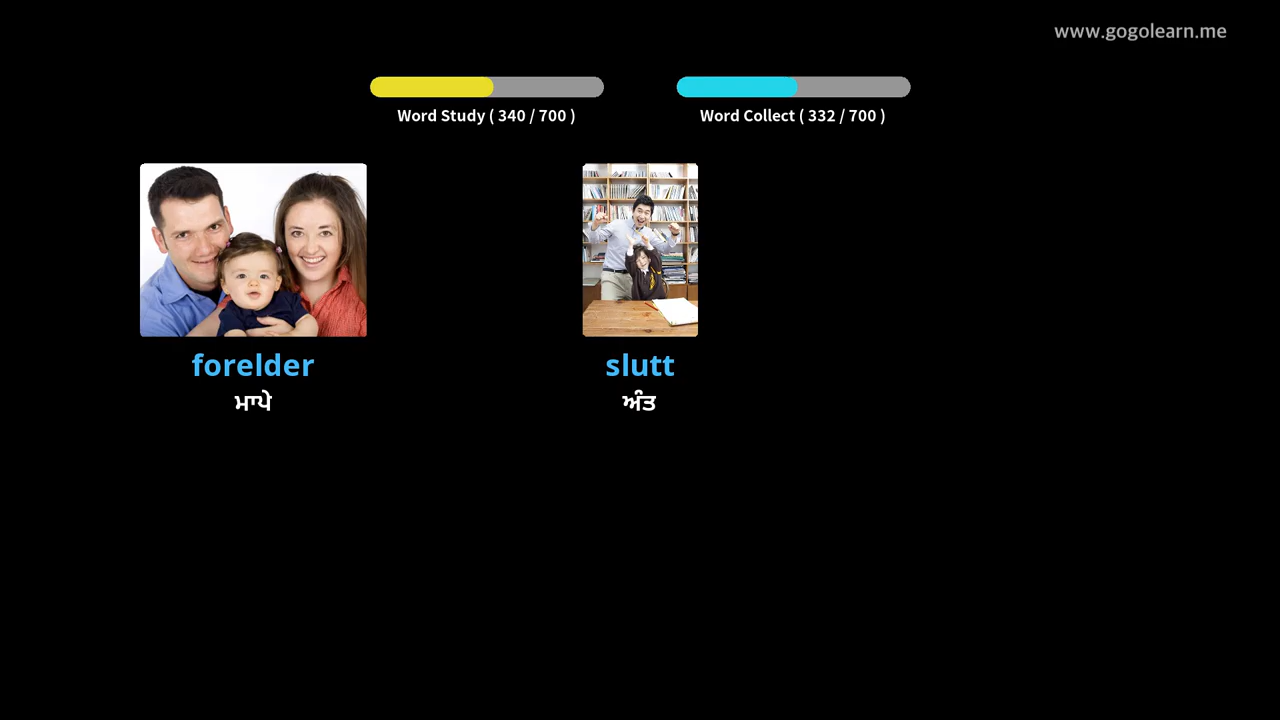 www.gogolearn.me
Word Study ( 340 / 700 )
Word Collect ( 332 / 700 )
forelder
ਮਾਪੇ
slutt
ਅੰਤ